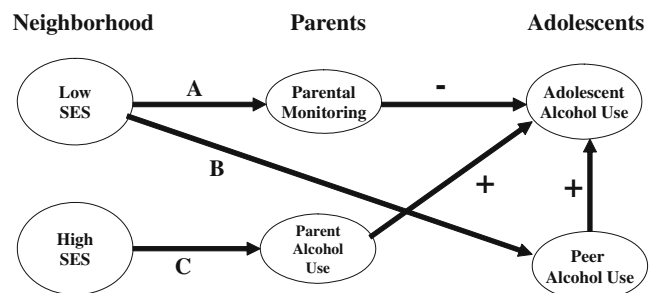 Neighborhood Parents Adolescents
Low
SES
A
Parental
Monitoring
-
Adolescent
Alcohol Use
B
+
+
High
SES
C
Parent
Alcohol
Use
Peer
Alcohol Use